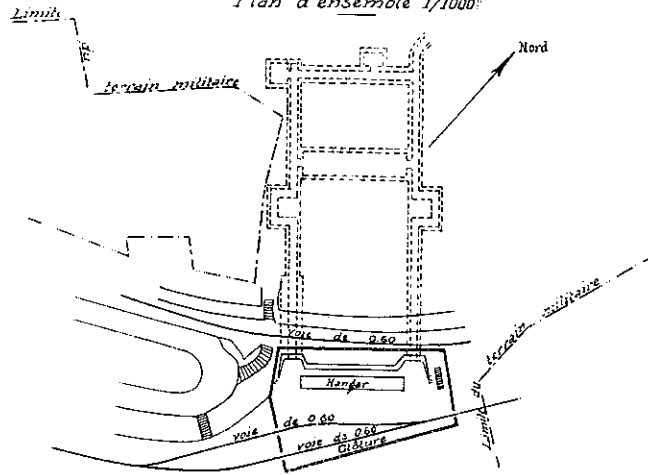 Plan d'ensemble 1/1000e
Limite
du
terrain militaire
Nord
voie de 0.60
Hangar
voie de 0.60
voie de 0.60
Clôture
Limite
du
terrain militaire